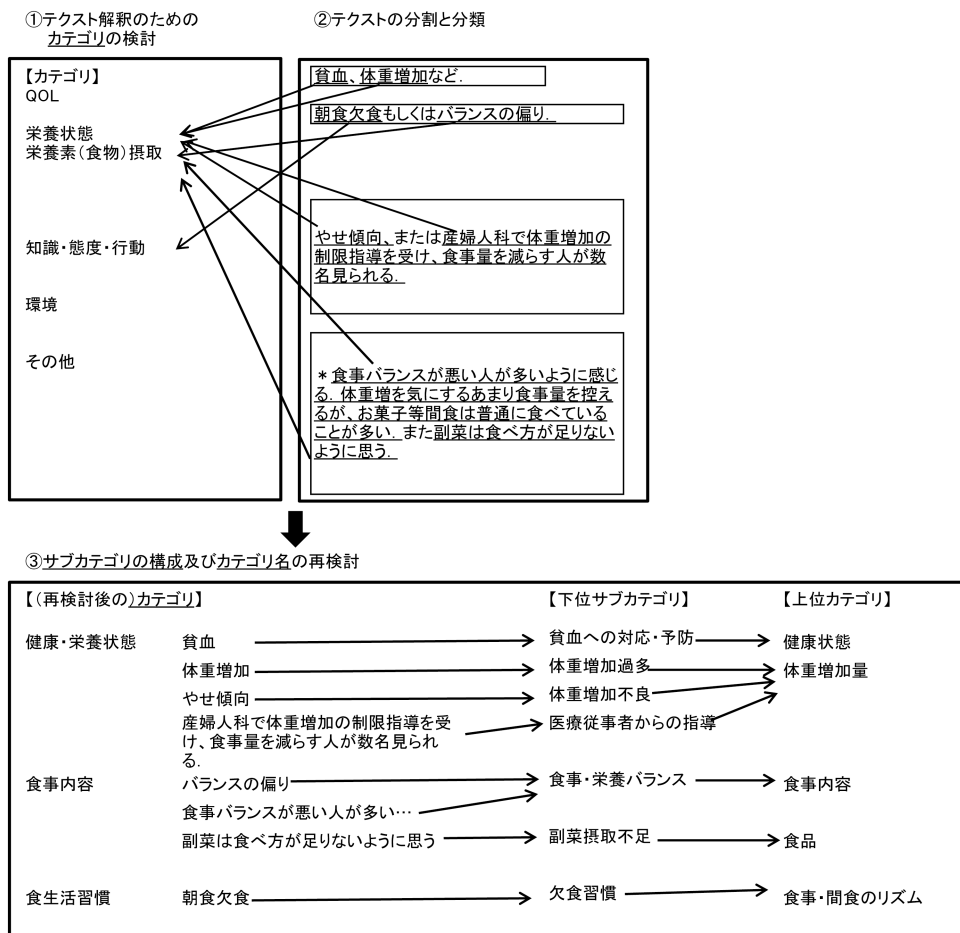 ①テクスト解釈のための
カテゴリの検討
②テクストの分割と分類
【カテゴリ】
QOL
栄養状態
栄養素(食物)摂取
知識・態度・行動
環境
その他
貧血、体重増加など.
朝食欠食もしくはバランスの偏り.
やせ傾向、または産婦人科で体重増加の
制限指導を受け、食事量を減らす人が数
名見られる.
*食事バランスが悪い人が多いように感じ
る. 体重増を気にするあまり食事量を控え
るが、お菓子等間食は普通に食べている
ことが多い. また副菜は食べ方が足りない
ように思う.
③サブカテゴリの構成及びカテゴリ名の再検討
【(再検討後の)カテゴリ】
【下位サブカテゴリ】
【上位カテゴリ】
健康・栄養状態
貧血
貧血への対応・予防
健康状態
体重増加
体重増加過多
体重増加量
やせ傾向
体重増加不良
産婦人科で体重増加の制限指導を受
け、食事量を減らす人が数名見られ
る.
医療従事者からの指導
食事内容
バランスの偏り
食事・栄養バランス
食事内容
食事バランスが悪い人が多い…
副菜は食べ方が足りないように思う
副菜摂取不足
食品
食生活習慣
朝食欠食
欠食習慣
食事・間食のリズム